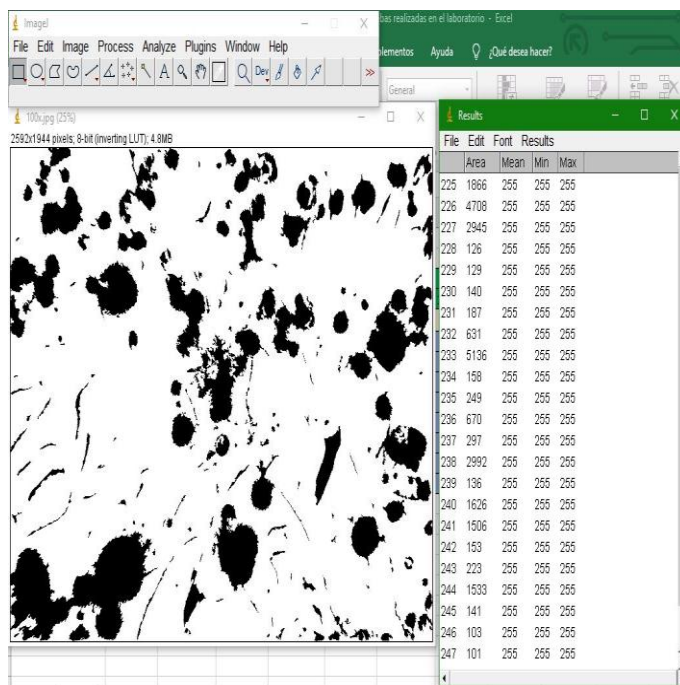 ImageJ
File Edit Image Process Analyze Plugins Window Help
Dev
bas realizadas en el laboratorio - Excel
plementos Ayuda ¿Qué desea hacer?
General
100x.jpg (25%)
2592x1944 pixels; 8-bit (inverting LUT); 4.8MB
Results
File Edit Font Results
Area Mean Min Max
225 1866 255 255 255
226 4708 255 255 255
227 2945 255 255 255
228 126 255 255 255
229 129 255 255 255
230 140 255 255 255
231 187 255 255 255
232 631 255 255 255
233 5136 255 255 255
234 158 255 255 255
235 249 255 255 255
236 670 255 255 255
237 297 255 255 255
238 2992 255 255 255
239 136 255 255 255
240 1626 255 255 255
241 1506 255 255 255
242 153 255 255 255
243 223 255 255 255
244 1533 255 255 255
245 141 255 255 255
246 103 255 255 255
247 101 255 255 255